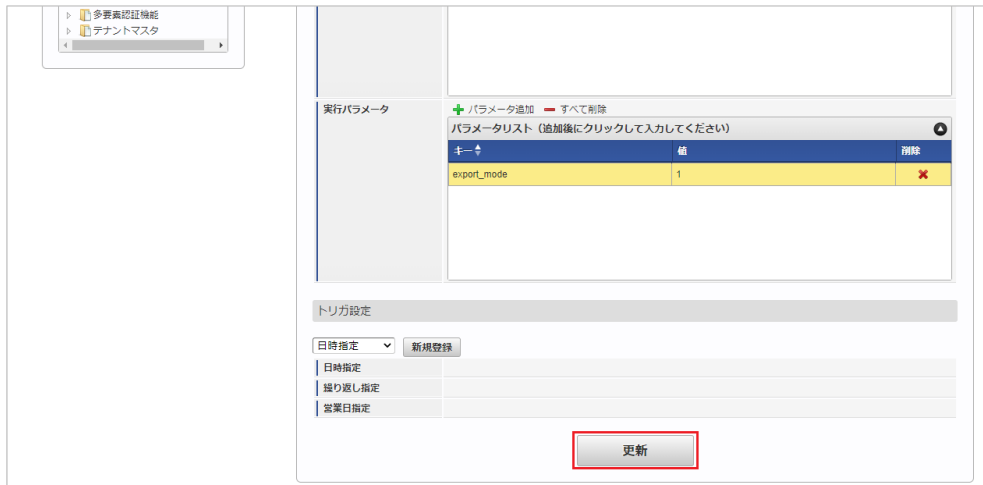 多要素認証機能
テナントマスタ
実行パラメータ
パラメータ追加 すべて削除
パラメータリスト（追加後にクリックして入力してください）
キー 値 削除
export_mode 1
トリガ設定
日時指定 新規登録
日時指定
繰り返し指定
営業日指定
更新